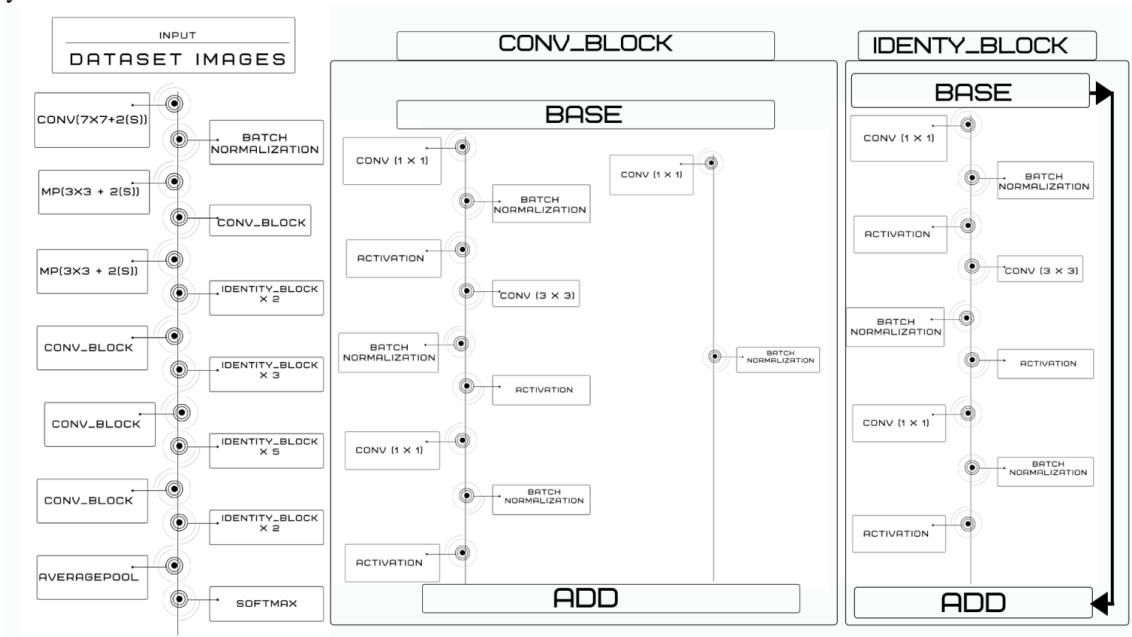 INPUT
DATASET IMAGES
CONV(7X7+2(S))
BATCH
NORMALIZATION
MP(3X3 + 2(S))
CONV_BLOCK
MP(3X3 + 2(S))
IDENTITY_BLOCK
X 2
CONV_BLOCK
IDENTITY_BLOCK
X 3
CONV_BLOCK
IDENTITY_BLOCK
X 5
CONV_BLOCK
IDENTITY_BLOCK
X 2
AVERAGEPOOL
SOFTMAX
CONV_BLOCK
BASE
CONV (1 X 1)
BATCH
NORMALIZATION
ACTIVATION
CONV (3 X 3)
BATCH
NORMALIZATION
ACTIVATION
CONV (1 X 1)
BATCH
NORMALIZATION
ACTIVATION
CONV (1 X 1)
BATCH
NORMALIZATION
ADD
IDENTY_BLOCK
BASE
CONV (1 X 1)
BATCH
NORMALIZATION
ACTIVATION
CONV (3 X 3)
BATCH
NORMALIZATION
ACTIVATION
CONV (1 X 1)
BATCH
NORMALIZATION
ACTIVATION
ADD